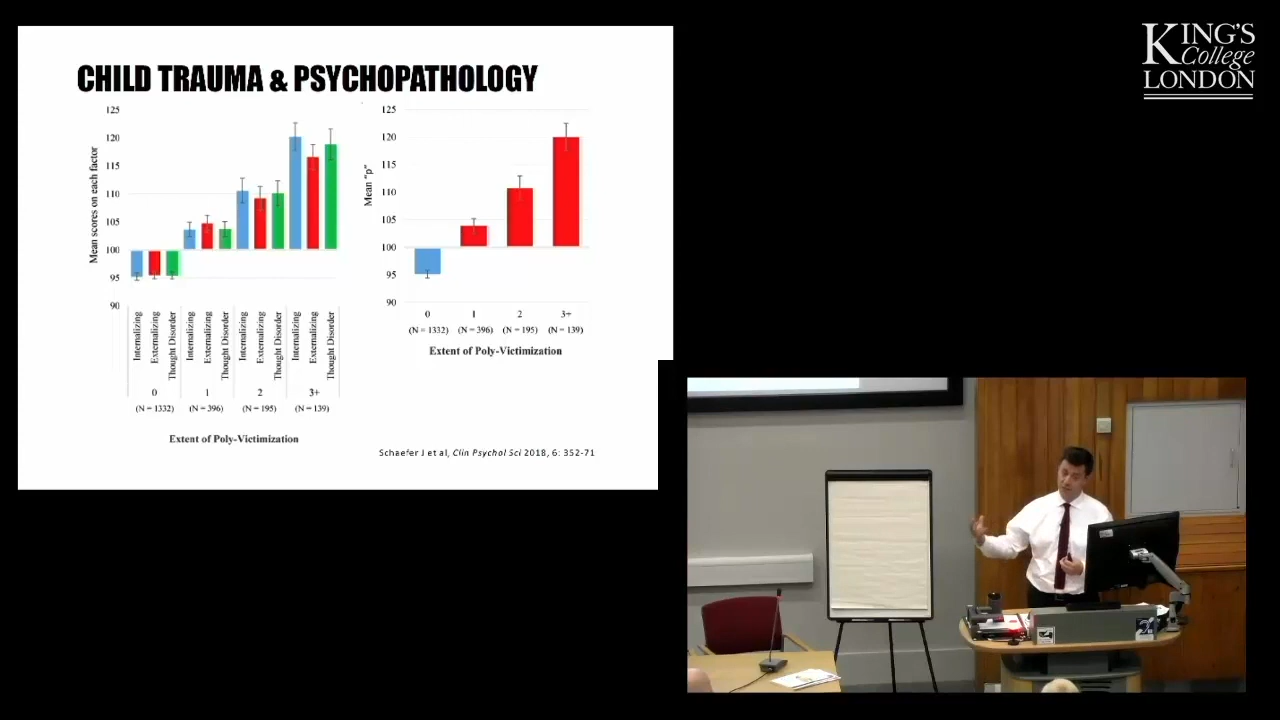 CHILD TRAUMA & PSYCHOPATHOLOGY
125
120
115
110
105
100
95
90
Mean scores on each factor
Internalizing
Externalizing
Thought Disorder
Internalizing
Externalizing
Thought Disorder
Internalizing
Externalizing
Thought Disorder
Internalizing
Externalizing
Thought Disorder
0 1 2 3+
(N = 1332) (N = 396) (N = 195) (N = 139)
Extent of Poly-Victimization
125
120
115
110
105
100
95
90
Mean "p"
0 1 2 3+
(N = 1332) (N = 396) (N = 195) (N = 139)
Extent of Poly-Victimization
Schaefer J et al, Clin Psychol Sci 2018, 6: 352-71
KING'S
College
LONDON